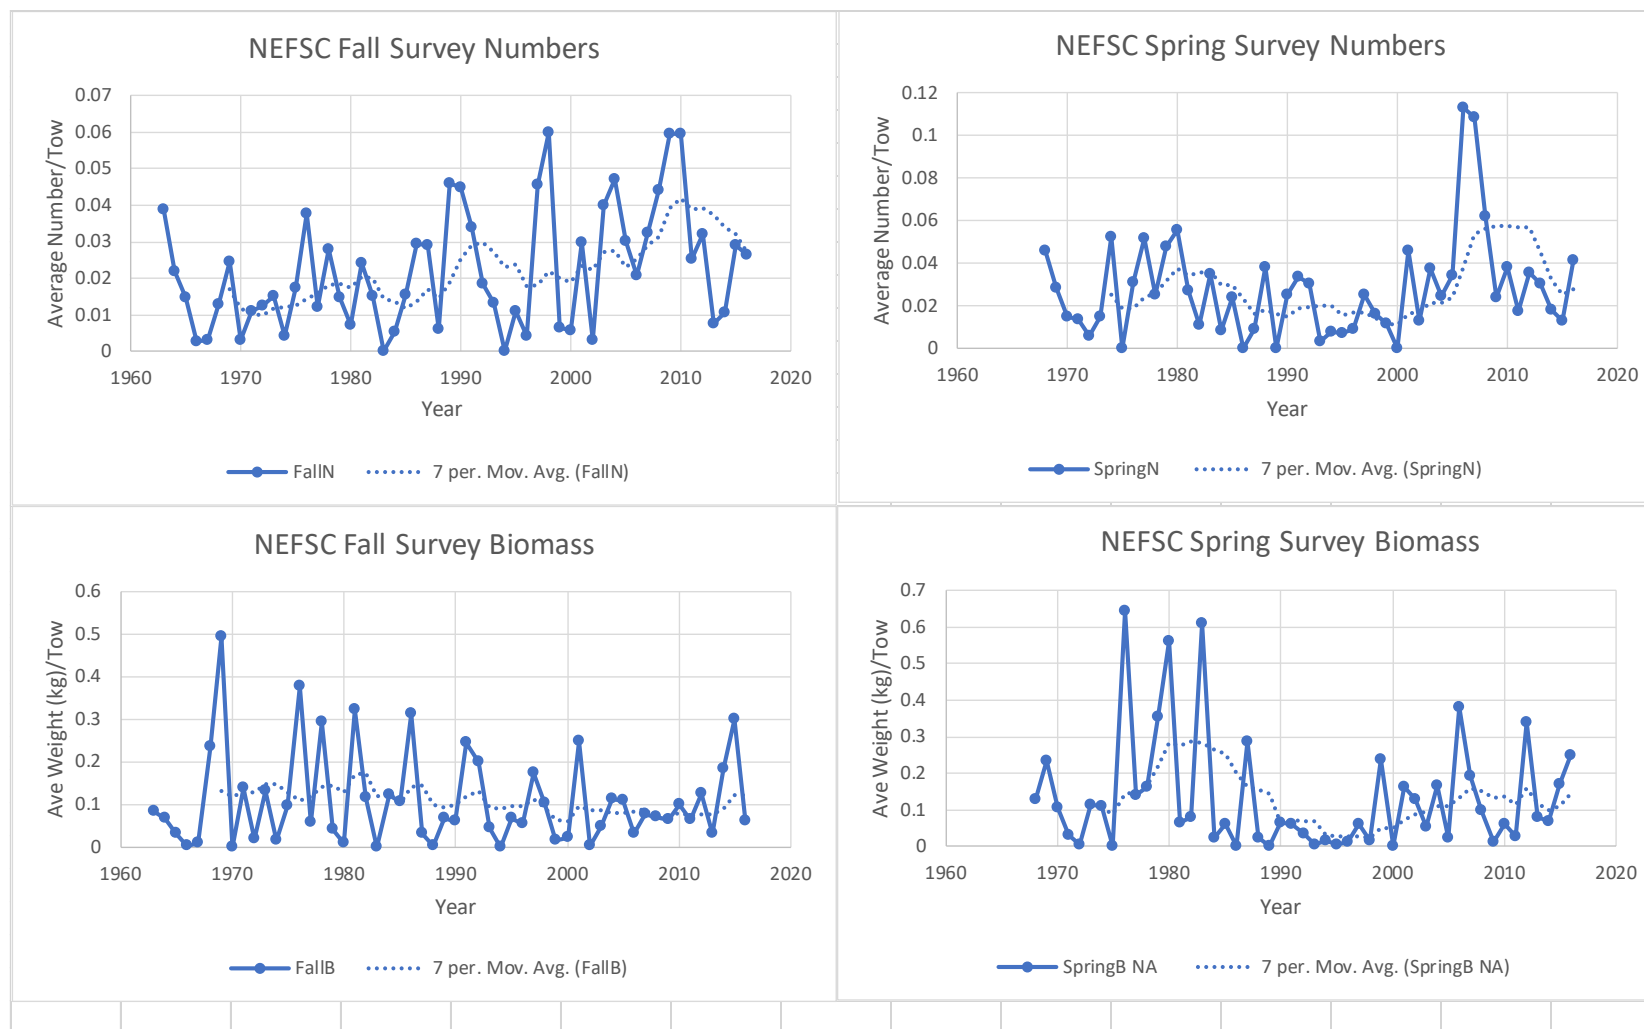 NEFSC Fall Survey Numbers
Average Number/Tow
0.07
0.06
0.05
0.04
0.03
0.02
0.01
0
1960 1970 1980 1990 2000 2010 2020
Year
FallN 7 per. Mov. Avg. (FallN)
NEFSC Spring Survey Numbers
Average Number/Tow
0.12
0.1
0.08
0.06
0.04
0.02
0
1960 1970 1980 1990 2000 2010 2020
Year
SpringN 7 per. Mov. Avg. (SpringN)
NEFSC Fall Survey Biomass
Ave Weight (kg)/Tow
0.6
0.5
0.4
0.3
0.2
0.1
0
1960 1970 1980 1990 2000 2010 2020
Year
FallB 7 per. Mov. Avg. (FallB)
NEFSC Spring Survey Biomass
Ave Weight (kg)/Tow
0.7
0.6
0.5
0.4
0.3
0.2
0.1
0
1960 1970 1980 1990 2000 2010 2020
Year
SpringB NA 7 per. Mov. Avg. (SpringB NA)